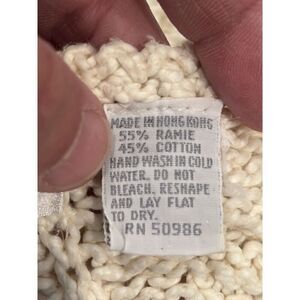 MADE IN HONG KONG
55% RAMIE
45% COTTON
HAND WASH IN COLD
WATER. DO NOT
BLEACH, RESHAPE
AND LAY FLAT
TO DRY.
RN 50986